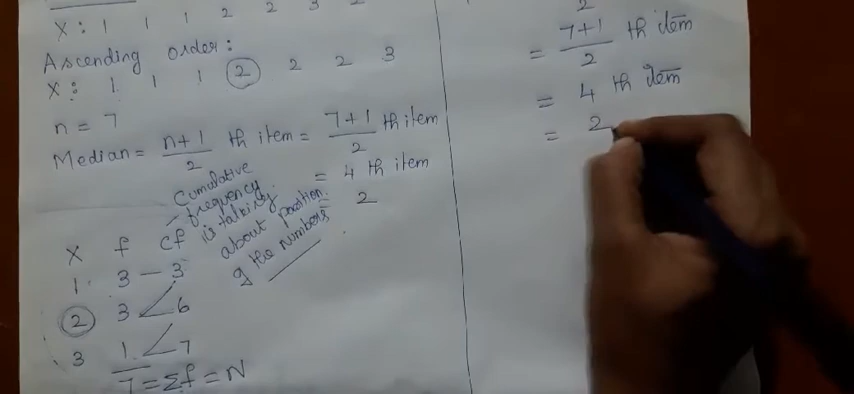 X: 1 1 1 2 2 3
Ascending order:
X: 1 1 1 2 2 2 3
n = 7
Median = n+1/2 th item = 7+1/2 th item
= 4 th item
= 2
Cumulative
frequency
is talking
about position
of the numbers
X f cf
1 3 3
2 3 6
3 1 7
7 = Σf = N
2
= 7+1/2 th item
= 4 th item
= 2